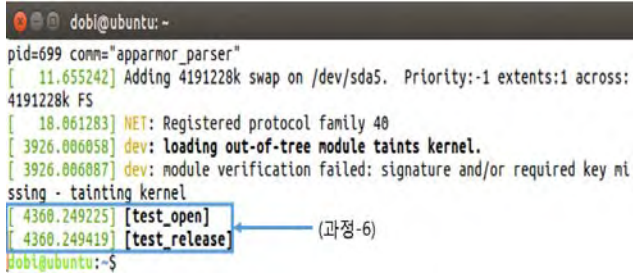 dobi@ubuntu: ~
pid=699 comm="apparmor_parser"
[   11.655242] Adding 4191228k swap on /dev/sda5.  Priority:-1 extents:1 across:
4191228k FS
[   18.061283] NET: Registered protocol family 40
[ 3926.006058] dev: loading out-of-tree module taints kernel.
[ 3926.006087] dev: module verification failed: signature and/or required key mi
ssing - tainting kernel
[ 4360.249225] [test_open]
[ 4360.249419] [test_release]
(과정-6)
dobi@ubuntu:~$